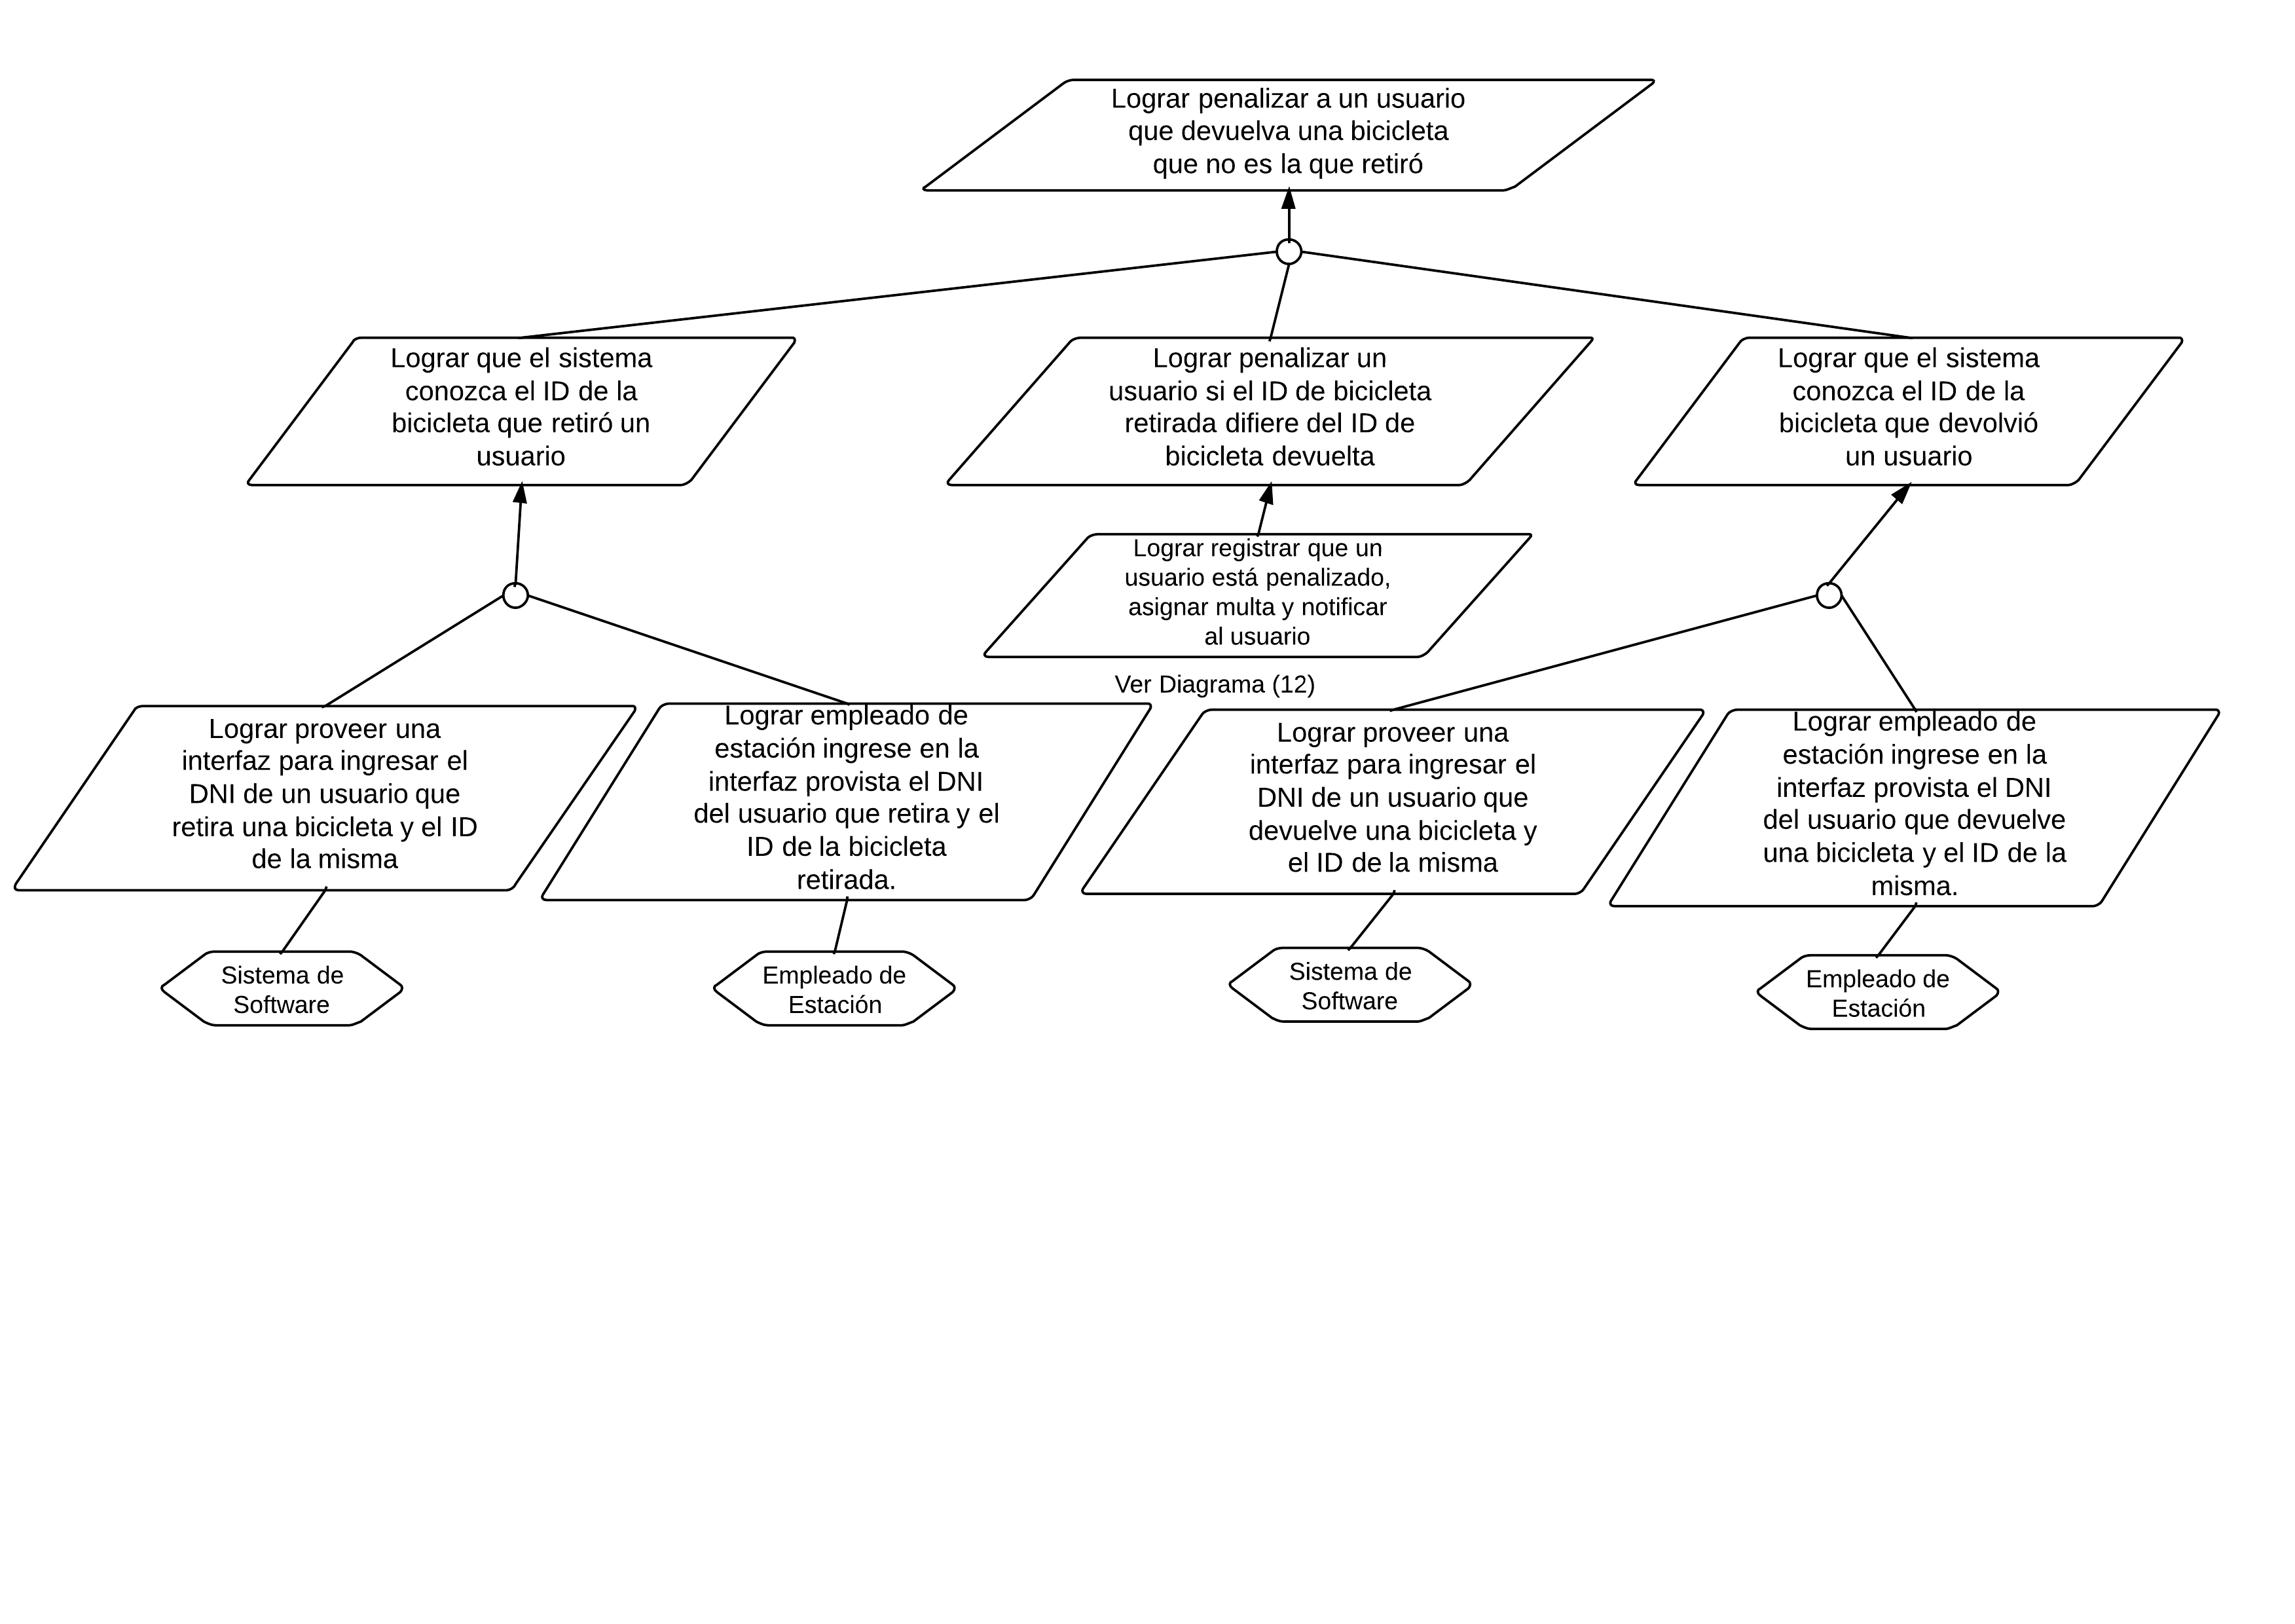 Lograr penalizar a un usuario
que devuelva una bicicleta
que no es la que retiró
Lograr que el sistema
conozca el ID de la
bicicleta que retiró un
usuario
Lograr penalizar un
usuario si el ID de bicicleta
retirada difiere del ID de
bicicleta devuelta
Lograr que el sistema
conozca el ID de la
bicicleta que devolvió
un usuario
Lograr registrar que un
usuario está penalizado,
asignar multa y notificar
al usuario
Ver Diagrama (12)
Lograr proveer una
interfaz para ingresar el
DNI de un usuario que
retira una bicicleta y el ID
de la misma
Lograr empleado de
estación ingrese en la
interfaz provista el DNI
del usuario que retira y el
ID de la bicicleta
retirada.
Lograr proveer una
interfaz para ingresar el
DNI de un usuario que
devuelve una bicicleta y
el ID de la misma
Lograr empleado de
estación ingrese en la
interfaz provista el DNI
del usuario que devuelve
una bicicleta y el ID de la
misma.
Sistema de
Software
Empleado de
Estación
Sistema de
Software
Empleado de
Estación